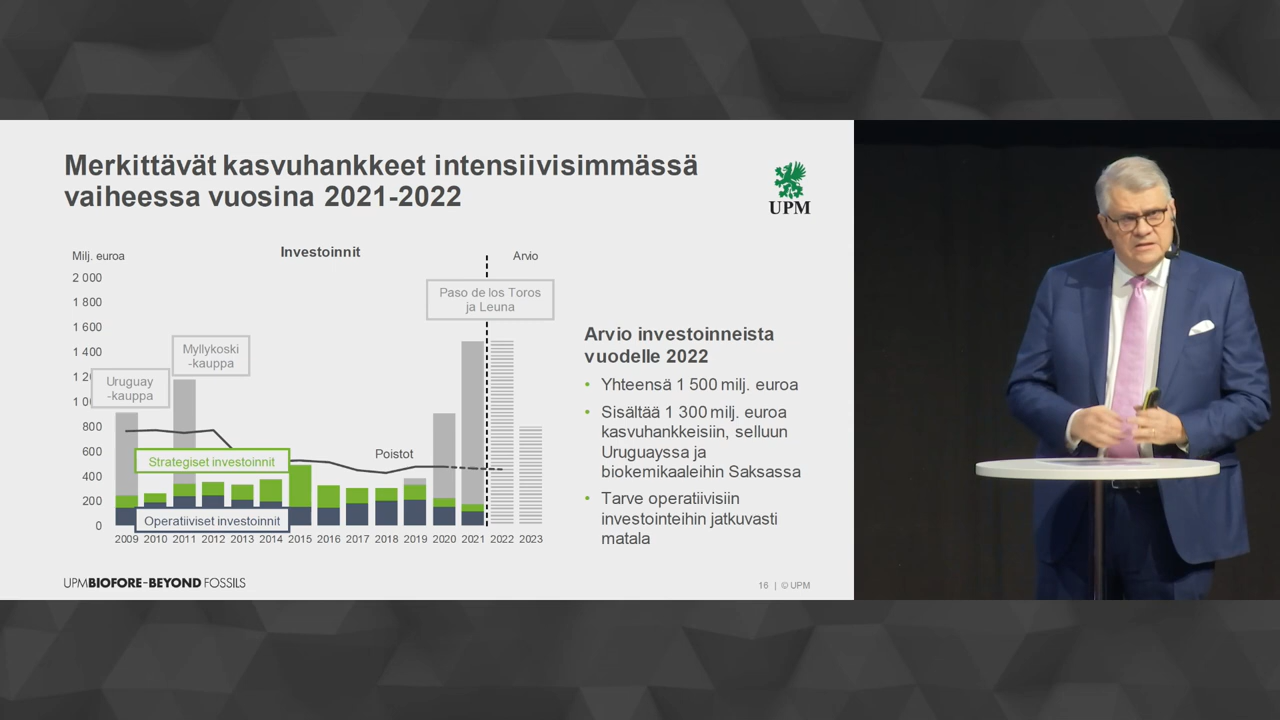 Merkittävät kasvuhankkeet intensiivisimmässä
vaiheessa vuosina 2021-2022
UPM
Milj. euroa
Investoinnit
Arvio
2 000
1 800
1 600
1 400
1 000
800
600
400
200
0
Paso de los Toros
ja Leuna
Myllykoski
-kauppa
Uruguay
-kauppa
Poistot
Strategiset investoinnit
Operatiiviset investoinnit
2009 2010 2011 2012 2013 2014 2015 2016 2017 2018 2019 2020 2021 2022 2023
Arvio investoinneista
vuodelle 2022
• Yhteensä 1 500 milj. euroa
• Sisältää 1 300 milj. euroa
kasvuhankkeisiin, selluun
Uruguayssa ja
biokemikaaleihin Saksassa
• Tarve operatiivisiin
investointeihin jatkuvasti
matala
UPM BIOFORE-BEYOND FOSSILS
16 | © UPM